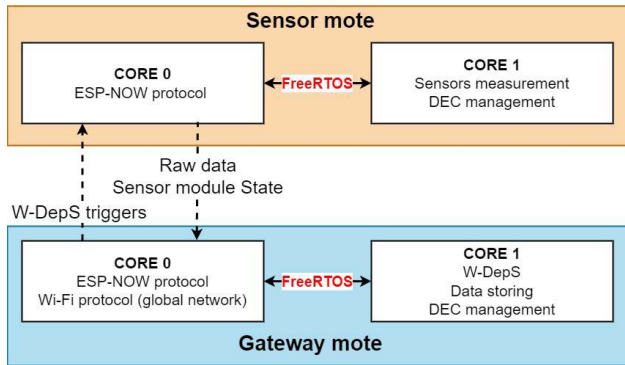 Sensor mote
CORE 0
ESP-NOW protocol
FreeRTOS
CORE 1
Sensors measurement
DEC management
Raw data
Sensor module State
W-DepS triggers
CORE 0
ESP-NOW protocol
Wi-Fi protocol (global network)
FreeRTOS
CORE 1
W-DepS
Data storing
DEC management
Gateway mote